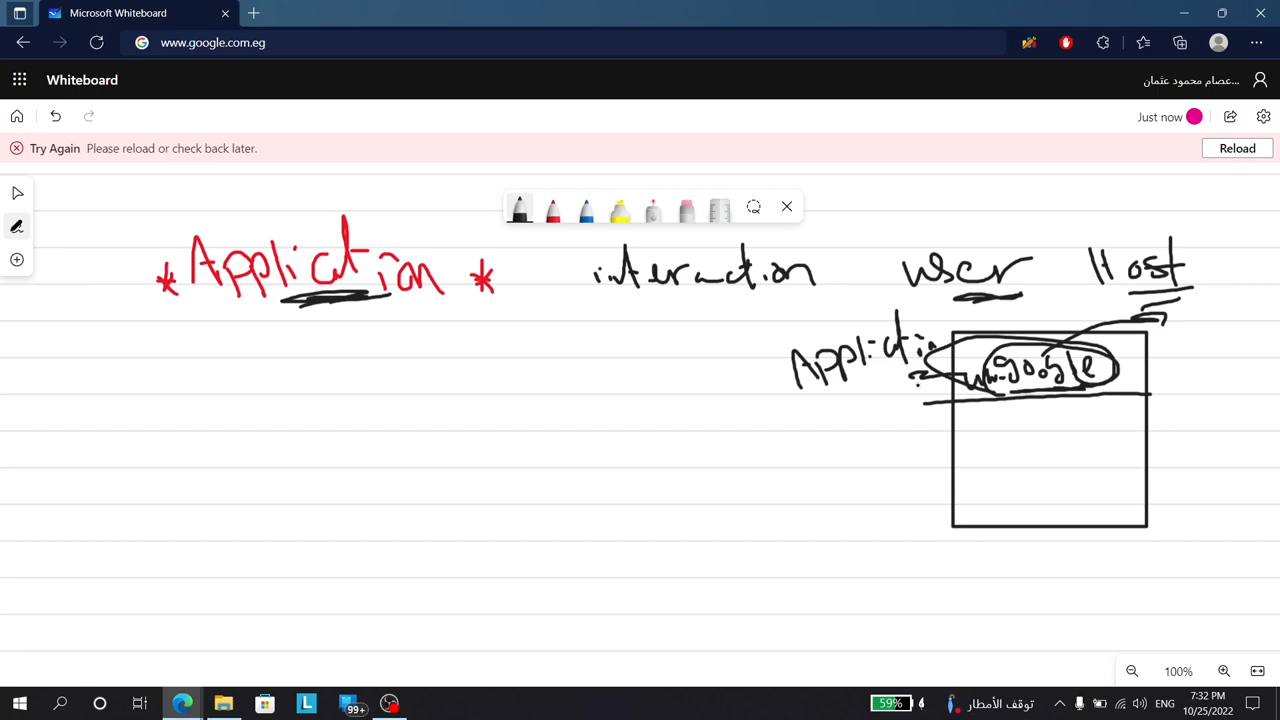 Microsoft Whiteboard
www.google.com.eg
Whiteboard
عصام محمود عثمان...
Just now
Try Again Please reload or check back later.
Reload
* Application * interaction user Host
Applictio
www.google
100%
99+
59%
توقف الأمطار
ENG
7:32 PM
10/25/2022